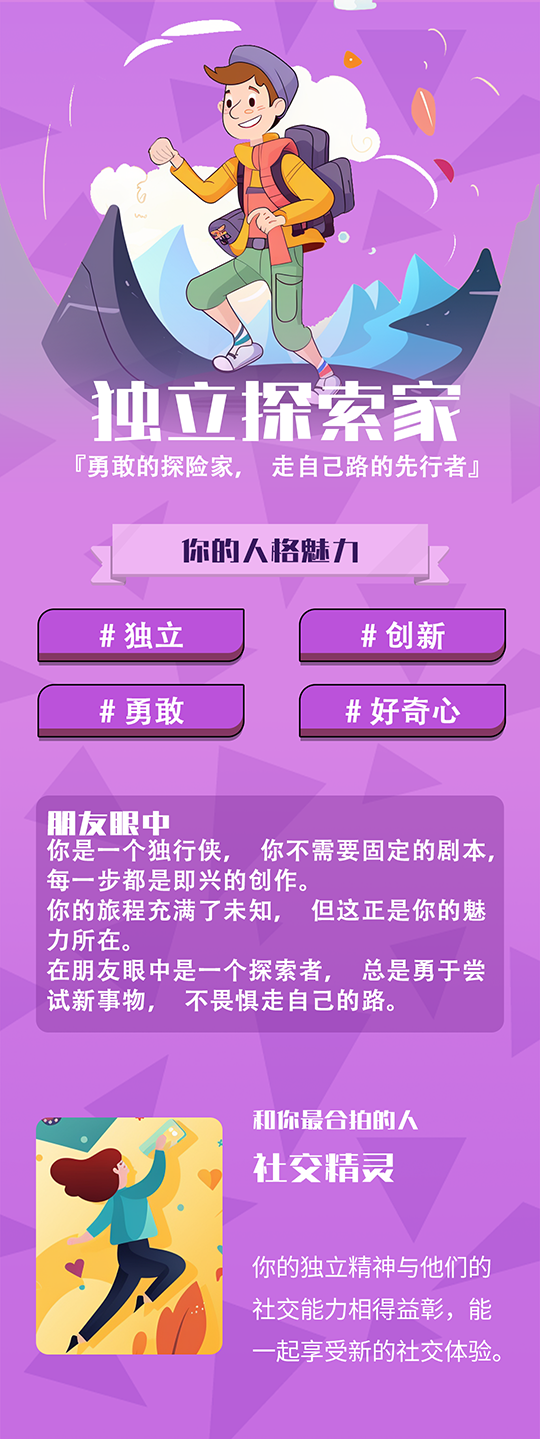 独立探索家
『勇敢的探险家， 走自己路的先行者』
你的人格魅力
# 独立
# 创新
# 勇敢
# 好奇心
朋友眼中
你是一个独行侠， 你不需要固定的剧本，
每一步都是即兴的创作。
你的旅程充满了未知， 但这正是你的魅
力所在。
在朋友眼中是一个探索者， 总是勇于尝
试新事物， 不畏惧走自己的路。
和你最合拍的人
社交精灵
你的独立精神与他们的
社交能力相得益彰，能
一起享受新的社交体验。